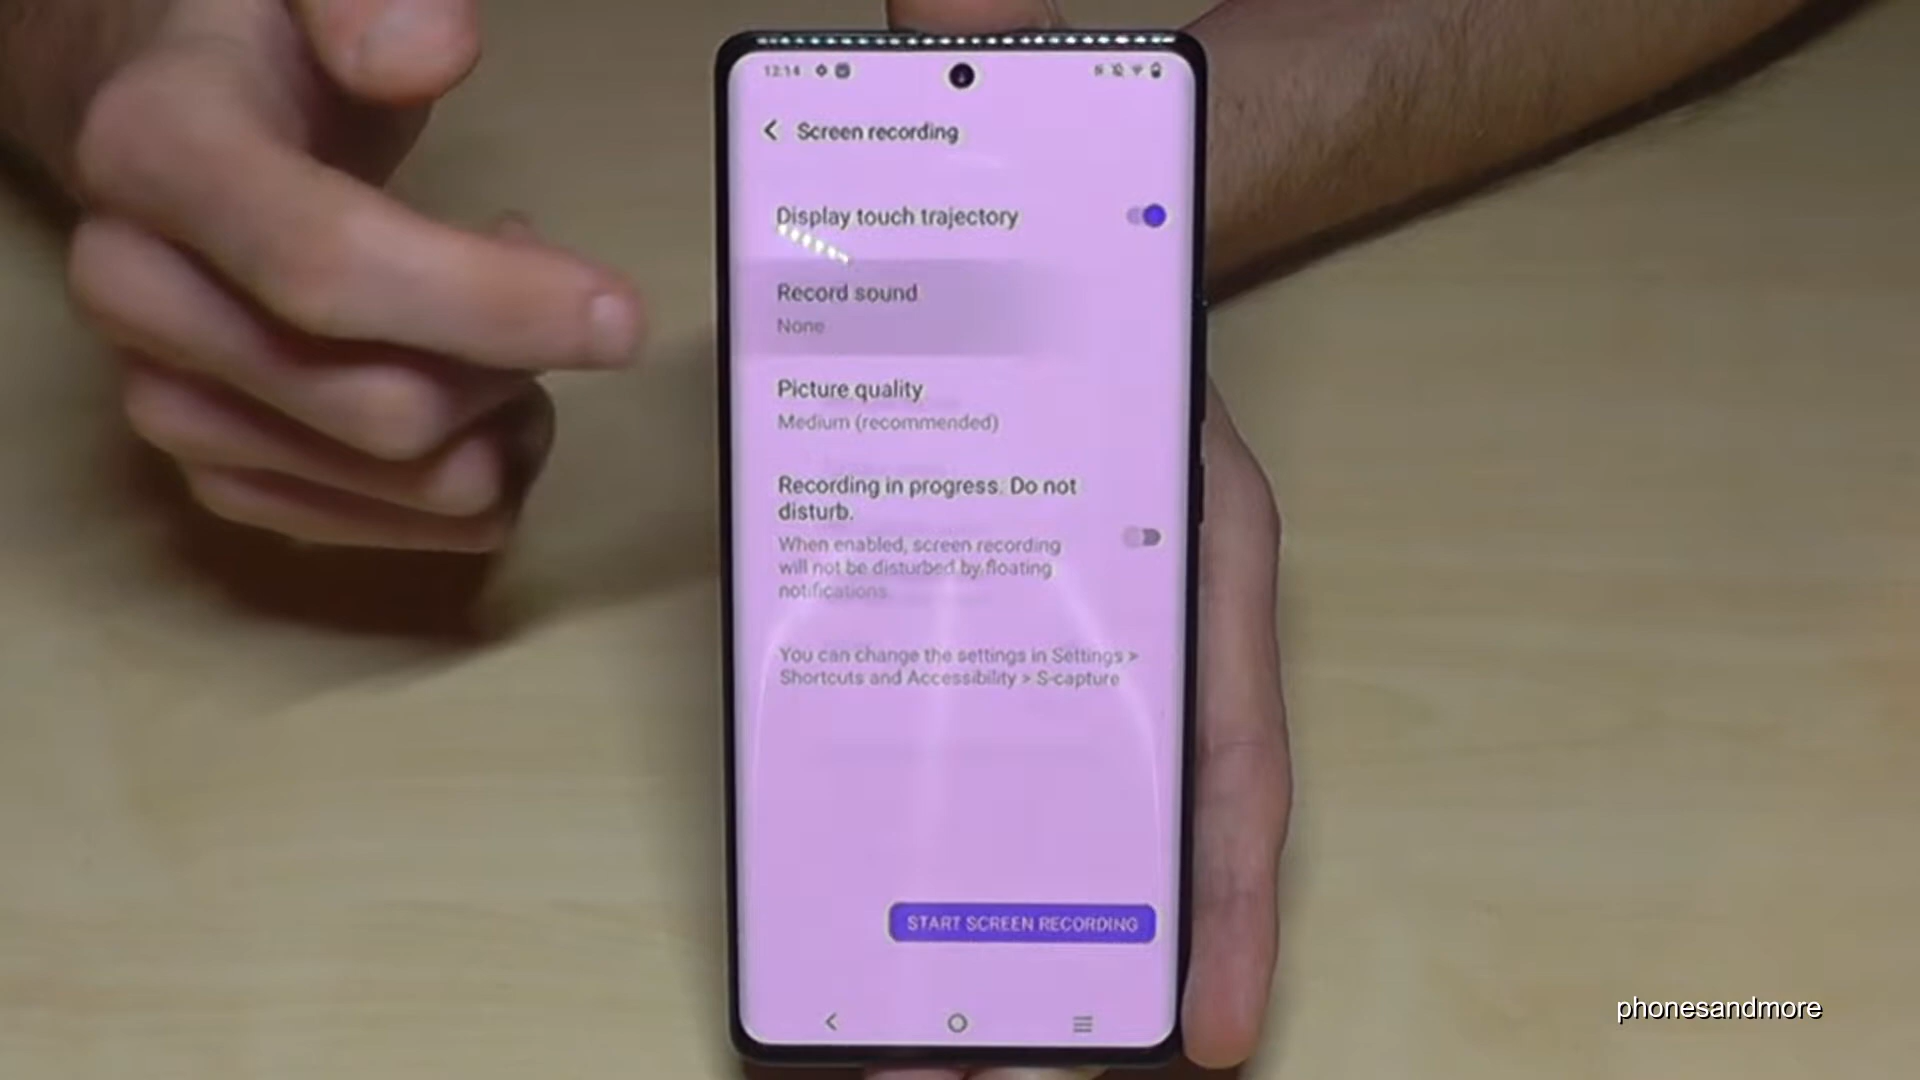 12:14
Screen recording
Display touch trajectory
Record sound
None
Picture quality
Medium (recommended)
Recording in progress. Do not
disturb.
When enabled, screen recording
will not be disturbed by floating
notifications.
You can change the settings in Settings >
Shortcuts and Accessibility > S-capture
START SCREEN RECORDING
phonesandmore